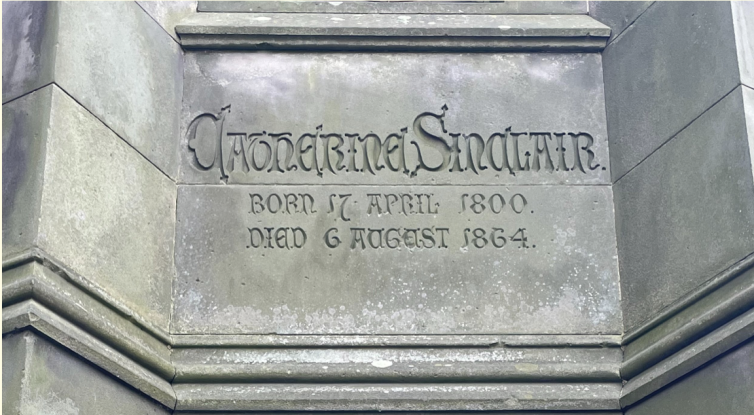 Catherine Sinclair.
BORN 17 APRIL 1800.
DIED 6 AUGUST 1864.